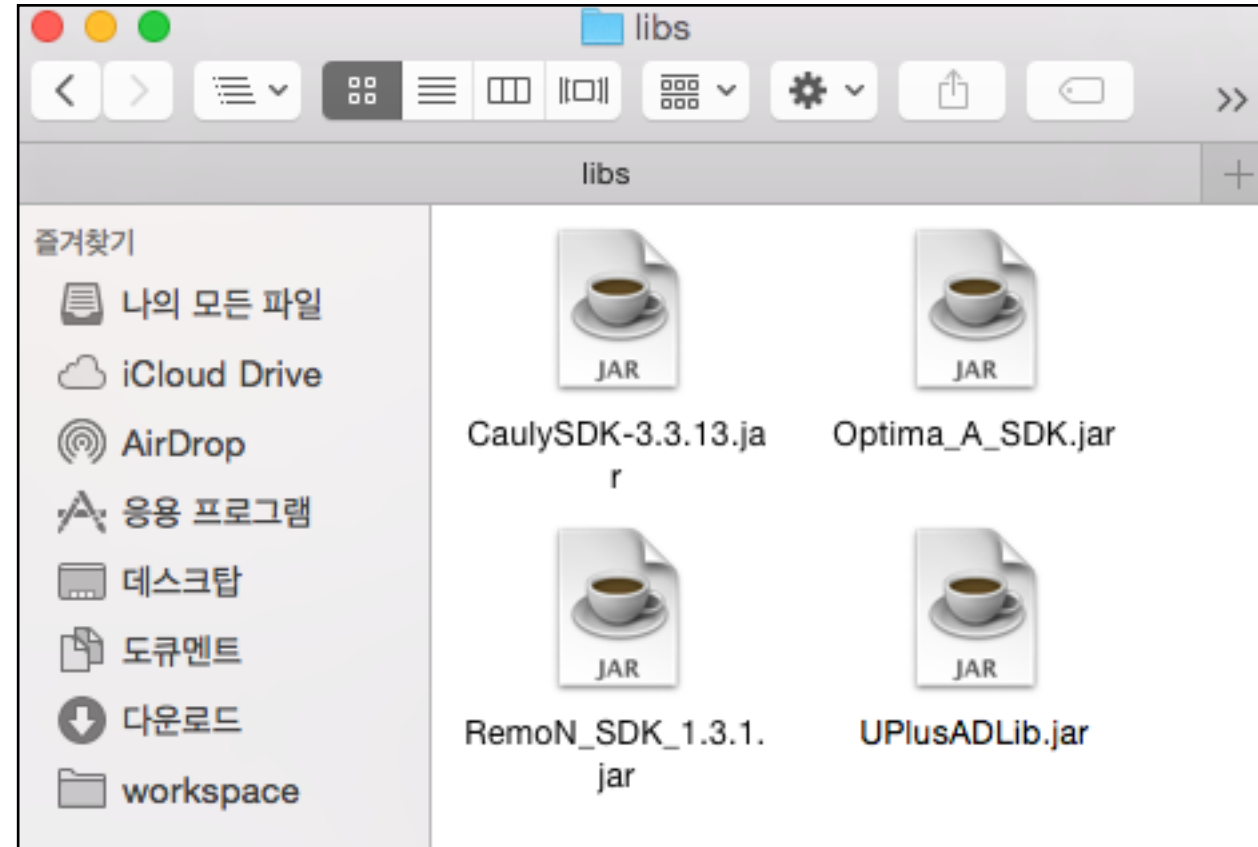 libs
libs
즐겨찾기
나의 모든 파일
iCloud Drive
AirDrop
응용 프로그램
데스크탑
도큐멘트
다운로드
workspace
JAR
CaulySDK-3.3.13.ja
r
JAR
Optima_A_SDK.jar
JAR
RemoN_SDK_1.3.1.
jar
JAR
UPlusADLib.jar